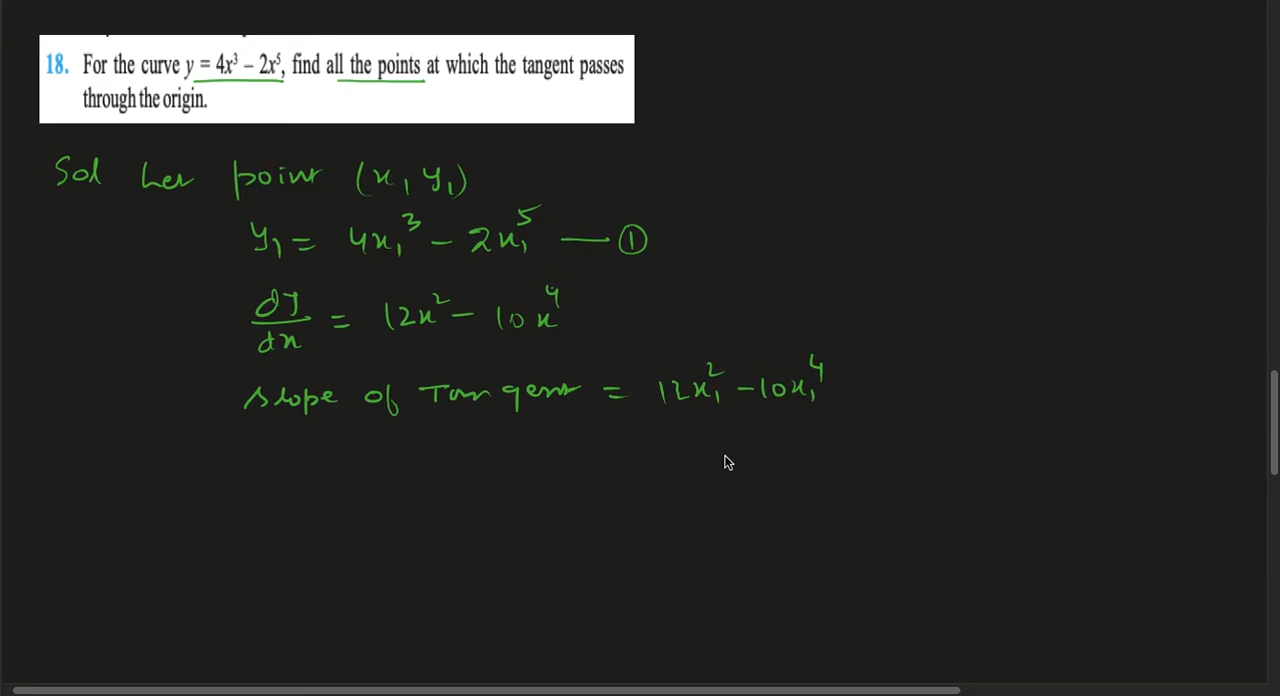 18. For the curve y = 4x³ – 2x⁵, find all the points at which the tangent passes
through the origin.
Sol Let point (x₁ y₁)
y₁ = 4x₁³ - 2x₁⁵ — ①
dy/dx = 12x² - 10x⁴
slope of Tangent = 12x₁² - 10x₁⁴